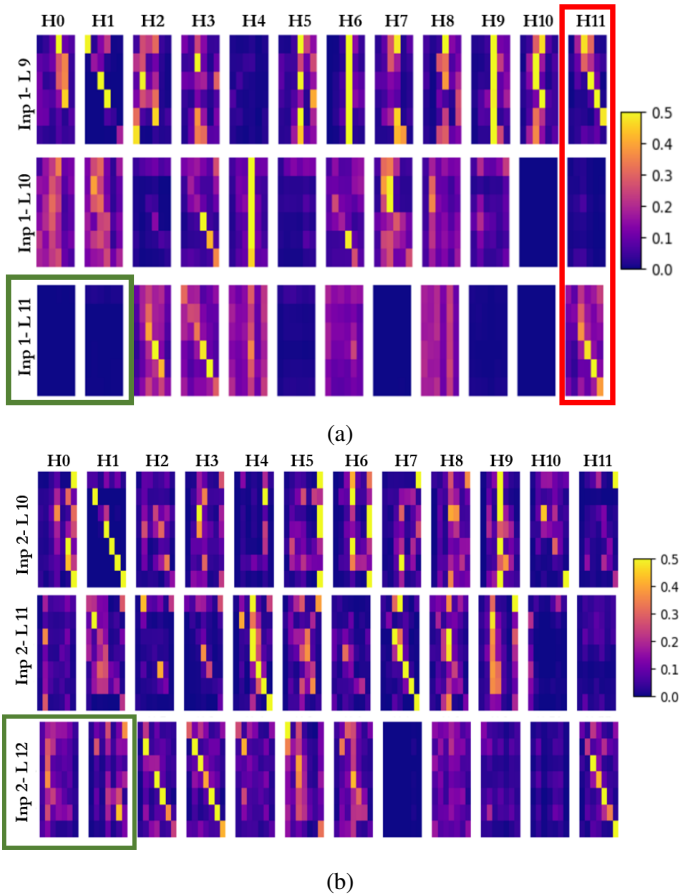 H0 H1 H2 H3 H4 H5 H6 H7 H8 H9 H10 H11
Inp 1- L 9
0.5
0.4
0.3
0.2
0.1
0.0
Inp 1- L 10
Inp 1- L 11
(a)
H0 H1 H2 H3 H4 H5 H6 H7 H8 H9 H10 H11
Inp 2- L 10
0.5
0.4
0.3
0.2
0.1
0.0
Inp 2- L 11
Inp 2- L 12
(b)